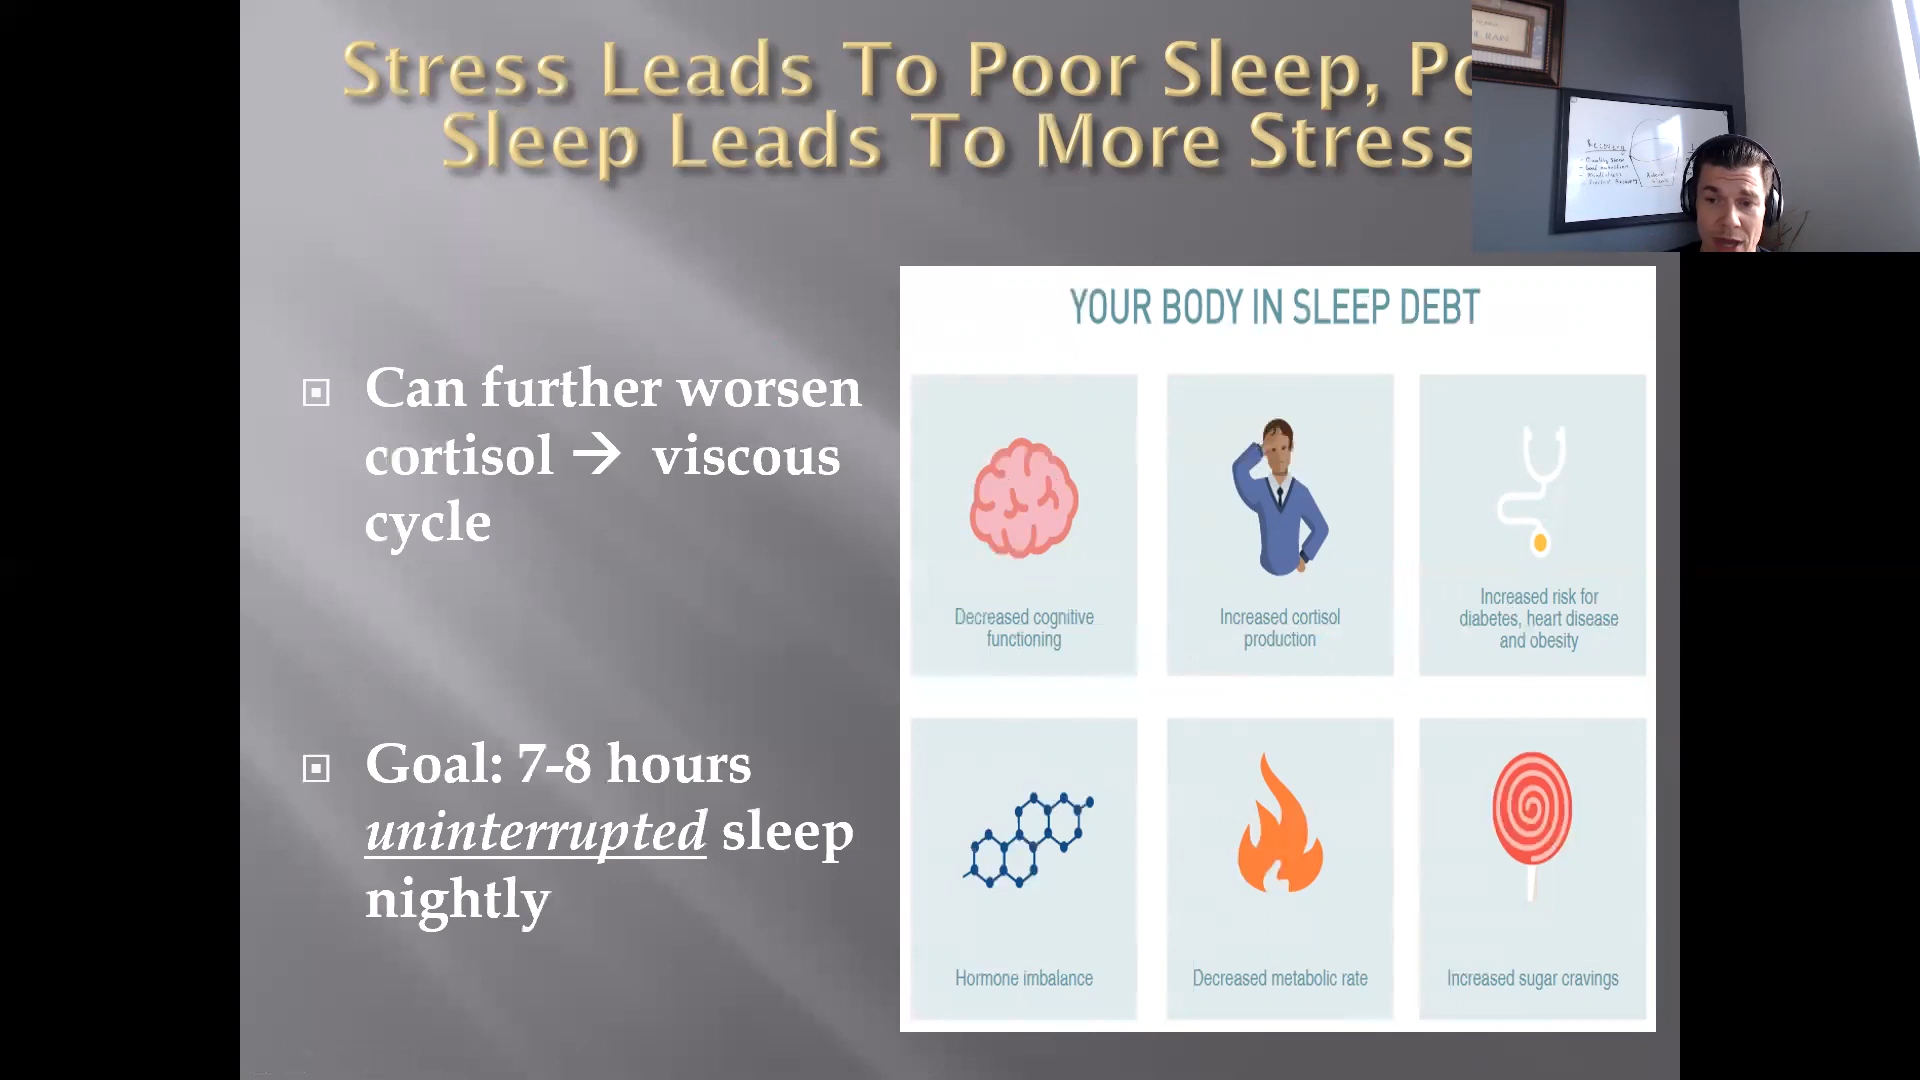 Stress Leads To Poor Sleep, Po
Sleep Leads To More Stress
Can further worsen
cortisol → viscous
cycle
Goal: 7-8 hours
uninterrupted sleep
nightly
YOUR BODY IN SLEEP DEBT
Decreased cognitive
functioning
Increased cortisol
production
Increased risk for
diabetes, heart disease
and obesity
Hormone imbalance
Decreased metabolic rate
Increased sugar cravings
Recovery